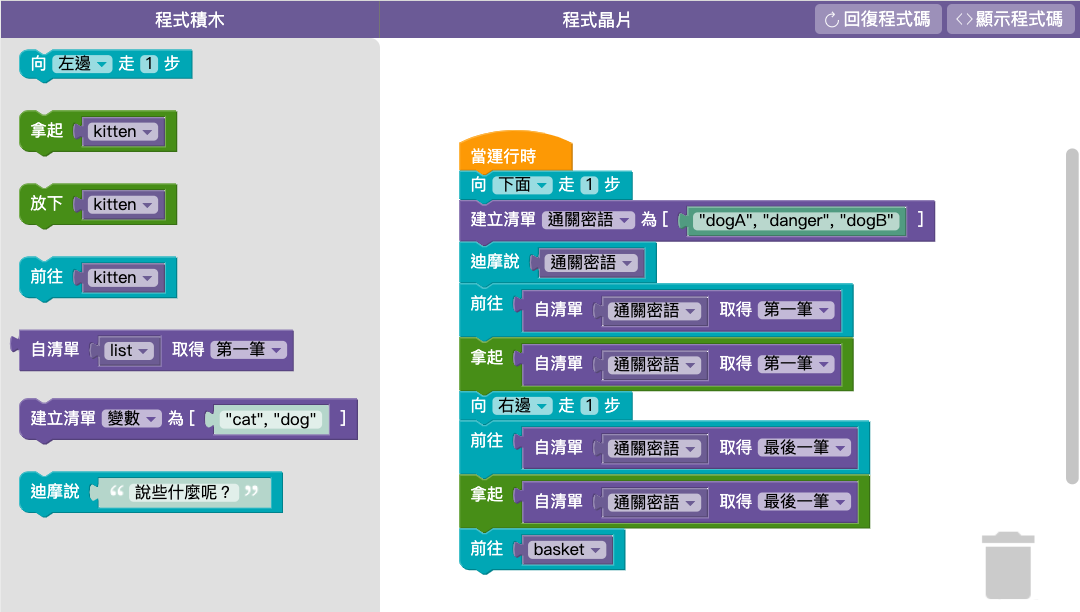 程式積木
程式晶片
回復程式碼
<>顯示程式碼
向 左邊 走 1 步
拿起 kitten
放下 kitten
前往 kitten
自清單 list 取得 第一筆
建立清單 變數 為 [ "cat", "dog" ]
迪摩說 “ 說些什麼呢？ ”
當運行時
向 下面 走 1 步
建立清單 通關密語 為 [ "dogA", "danger", "dogB" ]
迪摩說 通關密語
前往 自清單 通關密語 取得 第一筆
拿起 自清單 通關密語 取得 第一筆
向 右邊 走 1 步
前往 自清單 通關密語 取得 最後一筆
拿起 自清單 通關密語 取得 最後一筆
前往 basket